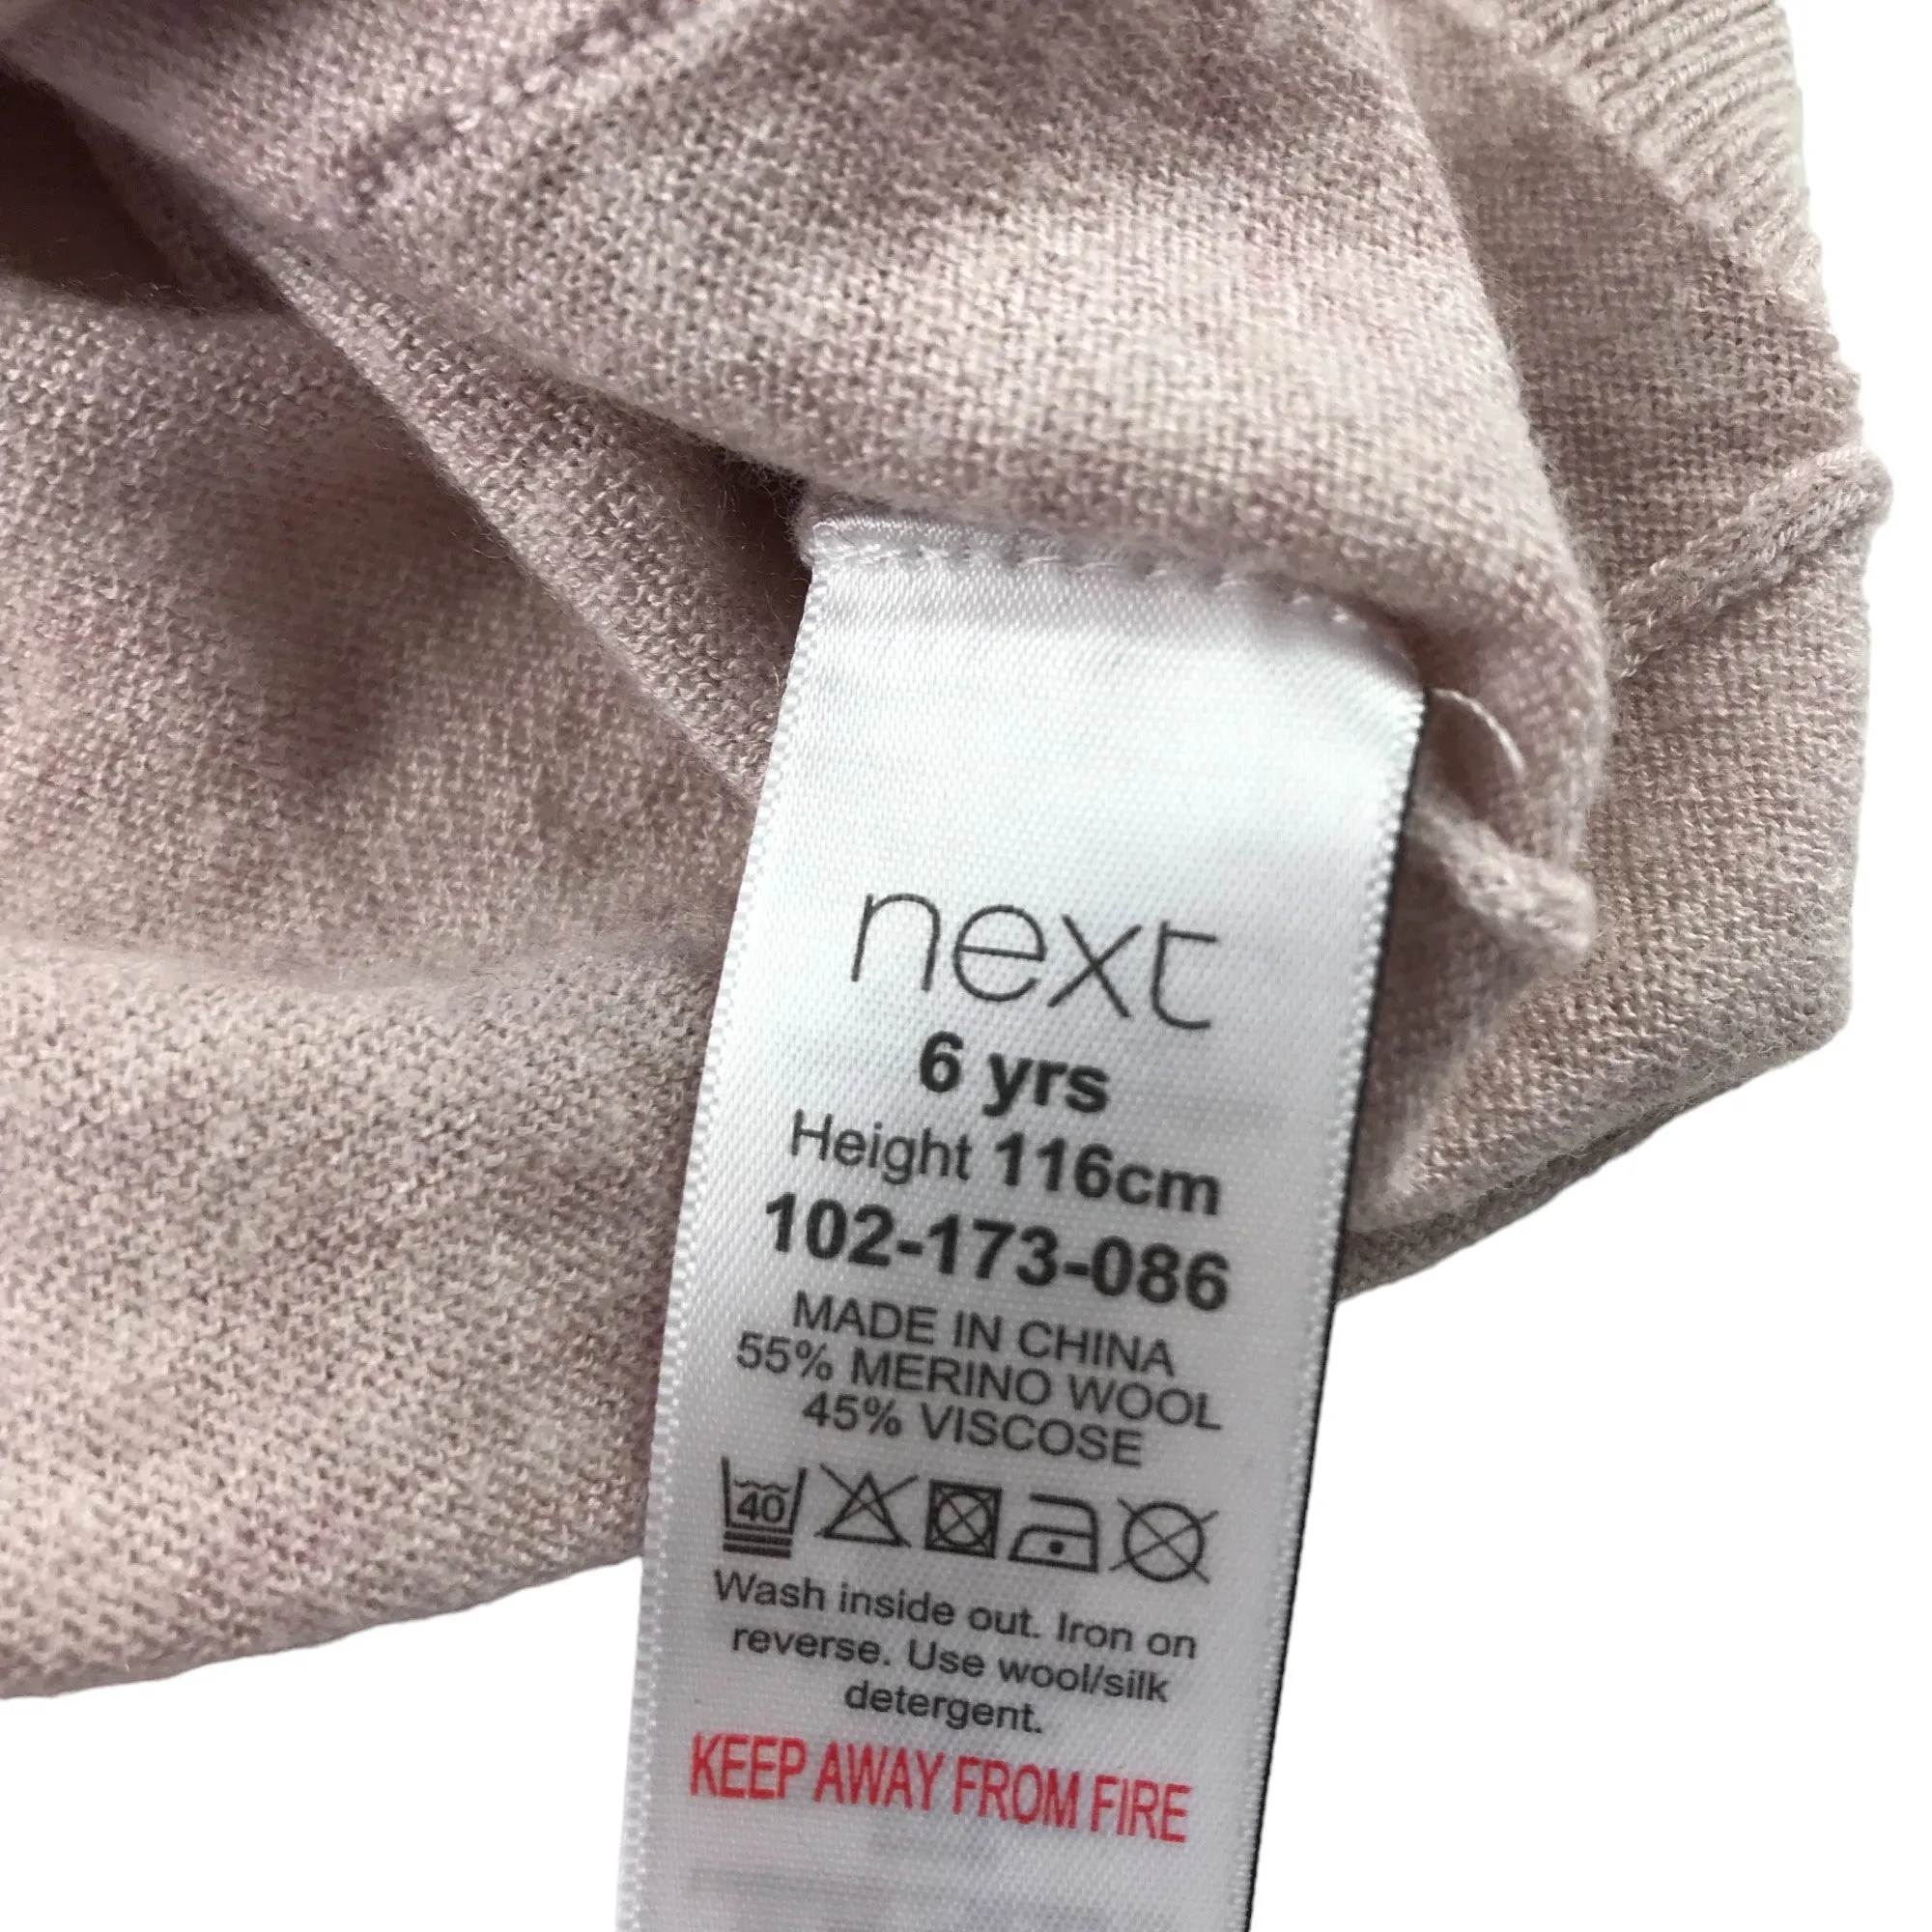 next
6 yrs
Height 116cm
102-173-086
MADE IN CHINA
55% MERINO WOOL
45% VISCOSE
40
Wash inside out. Iron on
reverse. Use wool/silk
detergent.
KEEP AWAY FROM FIRE